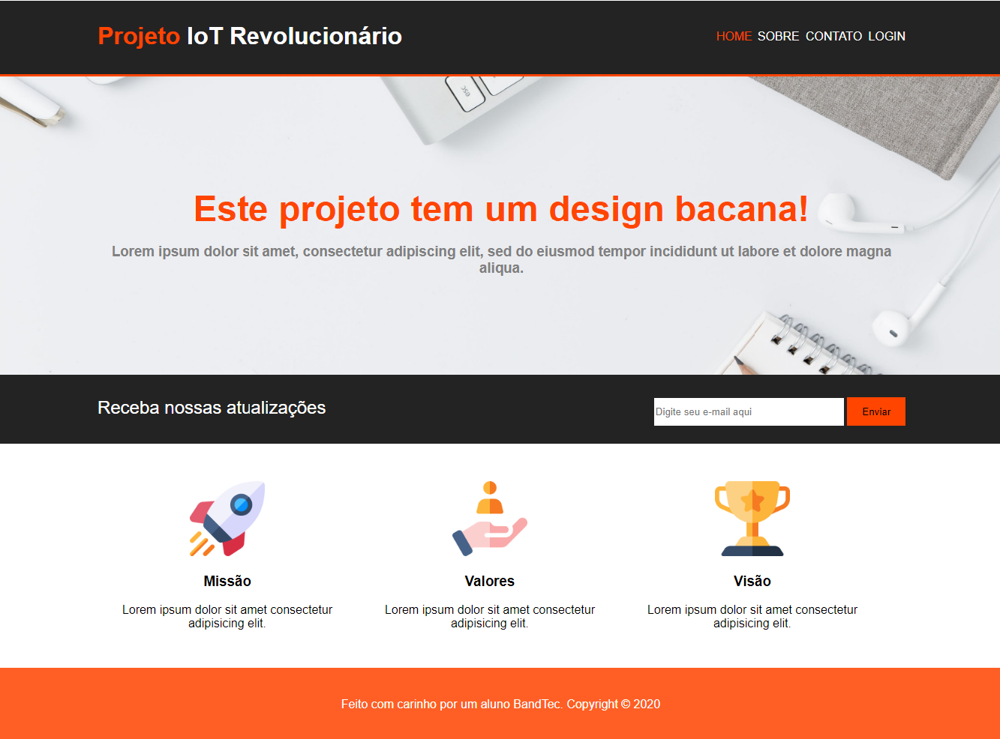 Projeto IoT Revolucionário
HOME SOBRE CONTATO LOGIN
esc
Este projeto tem um design bacana!
Lorem ipsum dolor sit amet, consectetur adipiscing elit, sed do eiusmod tempor incididunt ut labore et dolore magna
aliqua.
Receba nossas atualizações
Digite seu e-mail aqui
Enviar
Missão
Lorem ipsum dolor sit amet consectetur
adipisicing elit.
Valores
Lorem ipsum dolor sit amet consectetur
adipisicing elit.
Visão
Lorem ipsum dolor sit amet consectetur
adipisicing elit.
Feito com carinho por um aluno BandTec. Copyright © 2020